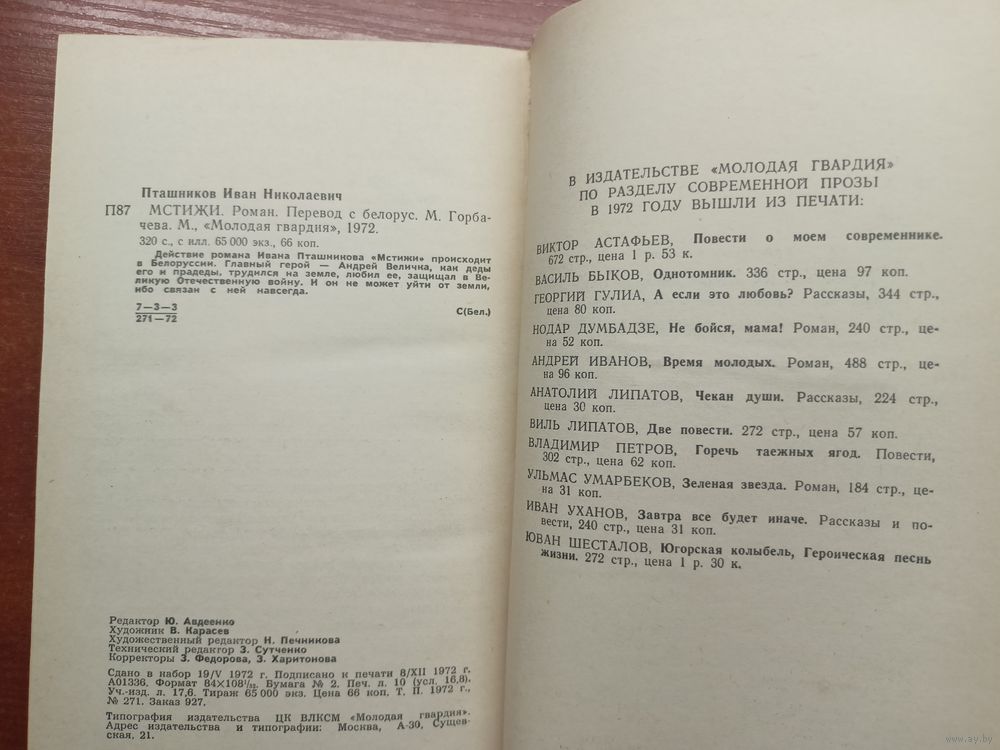 Пташников Иван Николаевич
П87 МСТИЖИ. Роман. Перевод с белорус. М. Горба-
чева. М., «Молодая гвардия», 1972.
320 с., с илл. 65 000 экз., 66 коп.
Действие романа Ивана Пташникова «Мстижи» происходит
в Белоруссии. Главный герой — Андрей Величка, как деды
его и прадеды, трудился на земле, любил ее, защищал в Ве-
ликую Отечественную войну. И он не может уйти от земли,
ибо связан с ней навсегда.
7—3—3
271—72
С(Бел.)
Редактор Ю. Авдеенко
Художник В. Карасев
Художественный редактор Н. Печникова
Технический редактор З. Сутченко
Корректоры З. Федорова, З. Харитонова
Сдано в набор 19/V 1972 г. Подписано к печати 8/XII 1972 г.
А01336. Формат 84×108¹/₃₂. Бумага № 2. Печ. л. 10 (усл. 16,8).
Уч.-изд. л. 17,6. Тираж 65 000 экз. Цена 66 коп. Т. П. 1972 г.,
№ 271. Заказ 927.
Типография издательства ЦК ВЛКСМ «Молодая гвардия».
Адрес издательства и типографии: Москва, А-30, Сущев-
ская, 21.
В ИЗДАТЕЛЬСТВЕ «МОЛОДАЯ ГВАРДИЯ»
ПО РАЗДЕЛУ СОВРЕМЕННОЙ ПРОЗЫ
В 1972 ГОДУ ВЫШЛИ ИЗ ПЕЧАТИ:
ВИКТОР АСТАФЬЕВ, Повести о моем современнике.
672 стр., цена 1 р. 53 к.
ВАСИЛЬ БЫКОВ, Однотомник. 336 стр., цена 97 коп.
ГЕОРГИЙ ГУЛИА, А если это любовь? Рассказы, 344 стр.,
цена 80 коп.
НОДАР ДУМБАДЗЕ, Не бойся, мама! Роман, 240 стр., це-
на 52 коп.
АНДРЕЙ ИВАНОВ, Время молодых. Роман, 488 стр., це-
на 96 коп.
АНАТОЛИЙ ЛИПАТОВ, Чекан души. Рассказы, 224 стр.,
цена 30 коп.
ВИЛЬ ЛИПАТОВ, Две повести. 272 стр., цена 57 коп.
ВЛАДИМИР ПЕТРОВ, Горечь таежных ягод. Повести,
302 стр., цена 62 коп.
УЛЬМАС УМАРБЕКОВ, Зеленая звезда. Роман, 184 стр., це-
на 31 коп.
ИВАН УХАНОВ, Завтра все будет иначе. Рассказы и по-
вести, 240 стр., цена 31 коп.
ЮВАН ШЕСТАЛОВ, Югорская колыбель, Героическая песнь
жизни. 272 стр., цена 1 р. 30 к.
www.ay.by